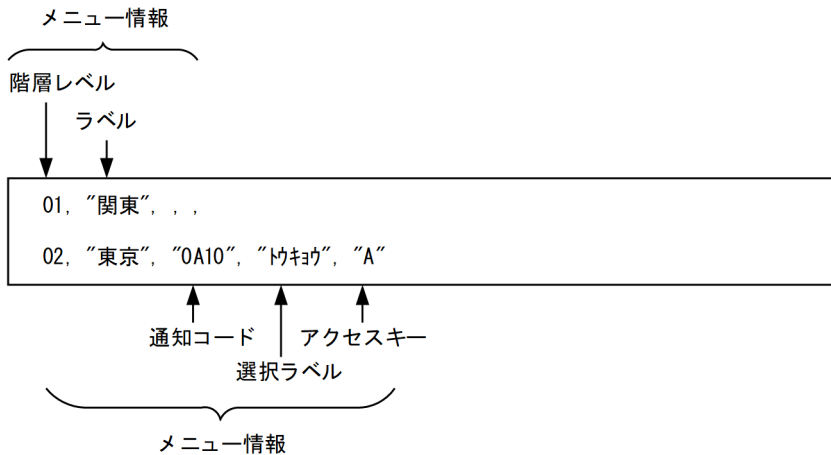 メニュー情報
階層レベル
ラベル
01, ″関東″, , ,
02, ″東京″, ″0A10″, ″ﾄｳｷｮｳ″, ″A″
通知コード
アクセスキー
選択ラベル
メニュー情報